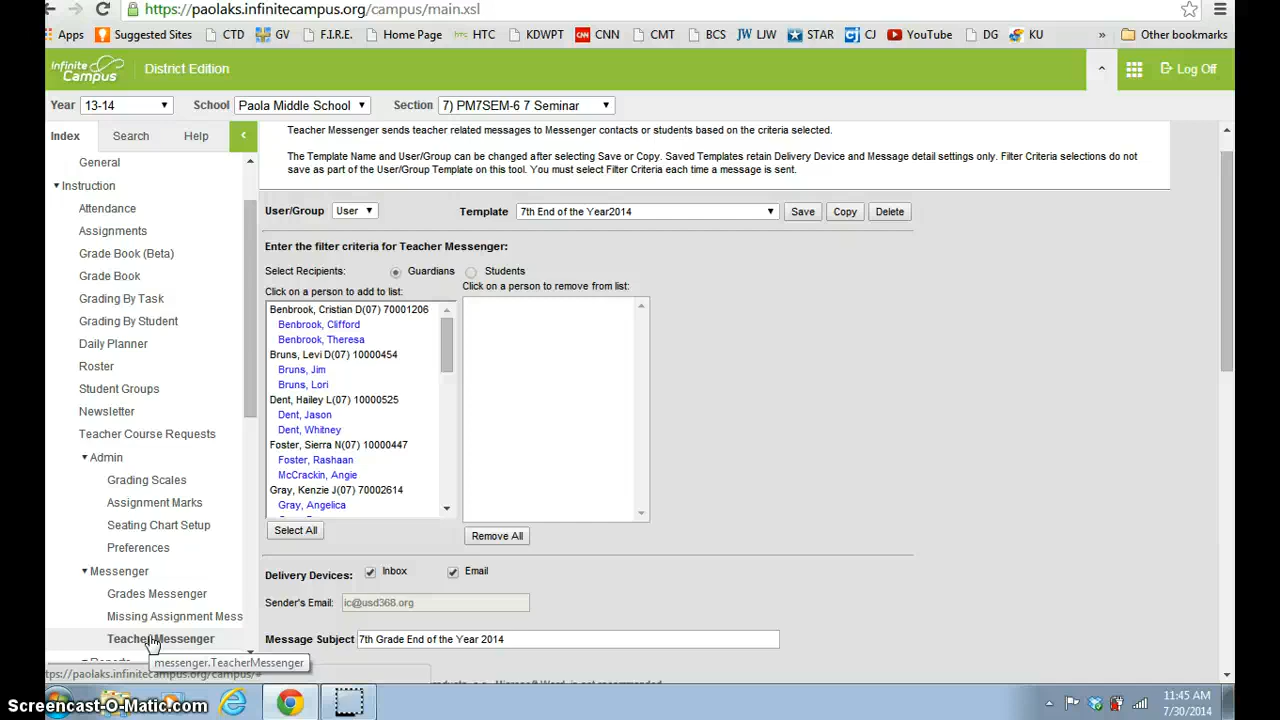 https://paolaks.infinitecampus.org/campus/main.xsl
Apps Suggested Sites CTD GV F.I.R.E. Home Page HTC KDWPT CNN CMT BCS LJW STAR CJ YouTube DG KU » Other bookmarks
Infinite Campus District Edition Log Off
Year 13-14 School Paola Middle School Section 7) PM7SEM-6 7 Seminar
Index Search Help
General
Instruction
Attendance
Assignments
Grade Book (Beta)
Grade Book
Grading By Task
Grading By Student
Daily Planner
Roster
Student Groups
Newsletter
Teacher Course Requests
Admin
Grading Scales
Assignment Marks
Seating Chart Setup
Preferences
Messenger
Grades Messenger
Missing Assignment Mess
Teacher Messenger
messenger.TeacherMessenger
ttps://paolaks.infinitecampus.org/campus/#
Teacher Messenger sends teacher related messages to Messenger contacts or students based on the criteria selected.
The Template Name and User/Group can be changed after selecting Save or Copy. Saved Templates retain Delivery Device and Message detail settings only. Filter Criteria selections do not
save as part of the User/Group Template on this tool. You must select Filter Criteria each time a message is sent.
User/Group User Template 7th End of the Year2014 Save Copy Delete
Enter the filter criteria for Teacher Messenger:
Select Recipients: Guardians Students
Click on a person to add to list:
Click on a person to remove from list:
Benbrook, Cristian D(07) 70001206
Benbrook, Clifford
Benbrook, Theresa
Bruns, Levi D(07) 10000454
Bruns, Jim
Bruns, Lori
Dent, Hailey L(07) 10000525
Dent, Jason
Dent, Whitney
Foster, Sierra N(07) 10000447
Foster, Rashaan
McCrackin, Angie
Gray, Kenzie J(07) 70002614
Gray, Angelica
Select All
Remove All
Delivery Devices: Inbox Email
Sender's Email: ic@usd368.org
Message Subject 7th Grade End of the Year 2014
Screencast-O-Matic.com
11:45 AM
7/30/2014